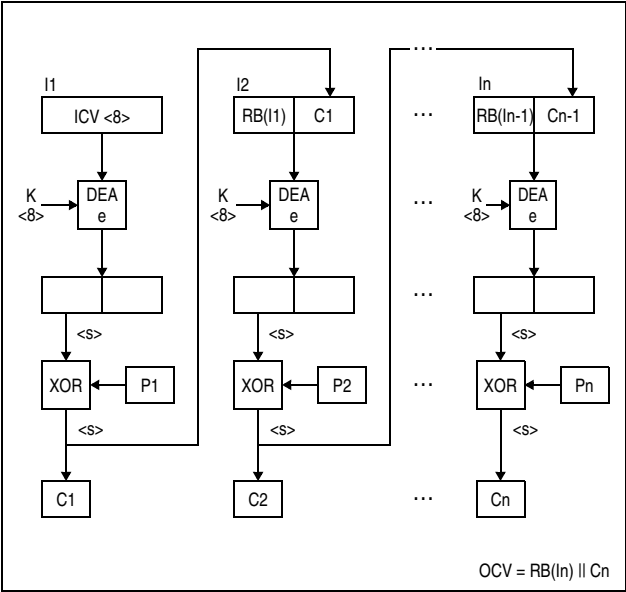 I1 I2 ... In
ICV <8> RB(I1) C1 ... RB(In-1) Cn-1
K <8> DEA e K <8> DEA e ... K <8> DEA e
...
<s> <s> <s>
XOR P1 XOR P2 ... XOR Pn
<s> <s> <s>
C1 C2 ... Cn
OCV = RB(In) || Cn